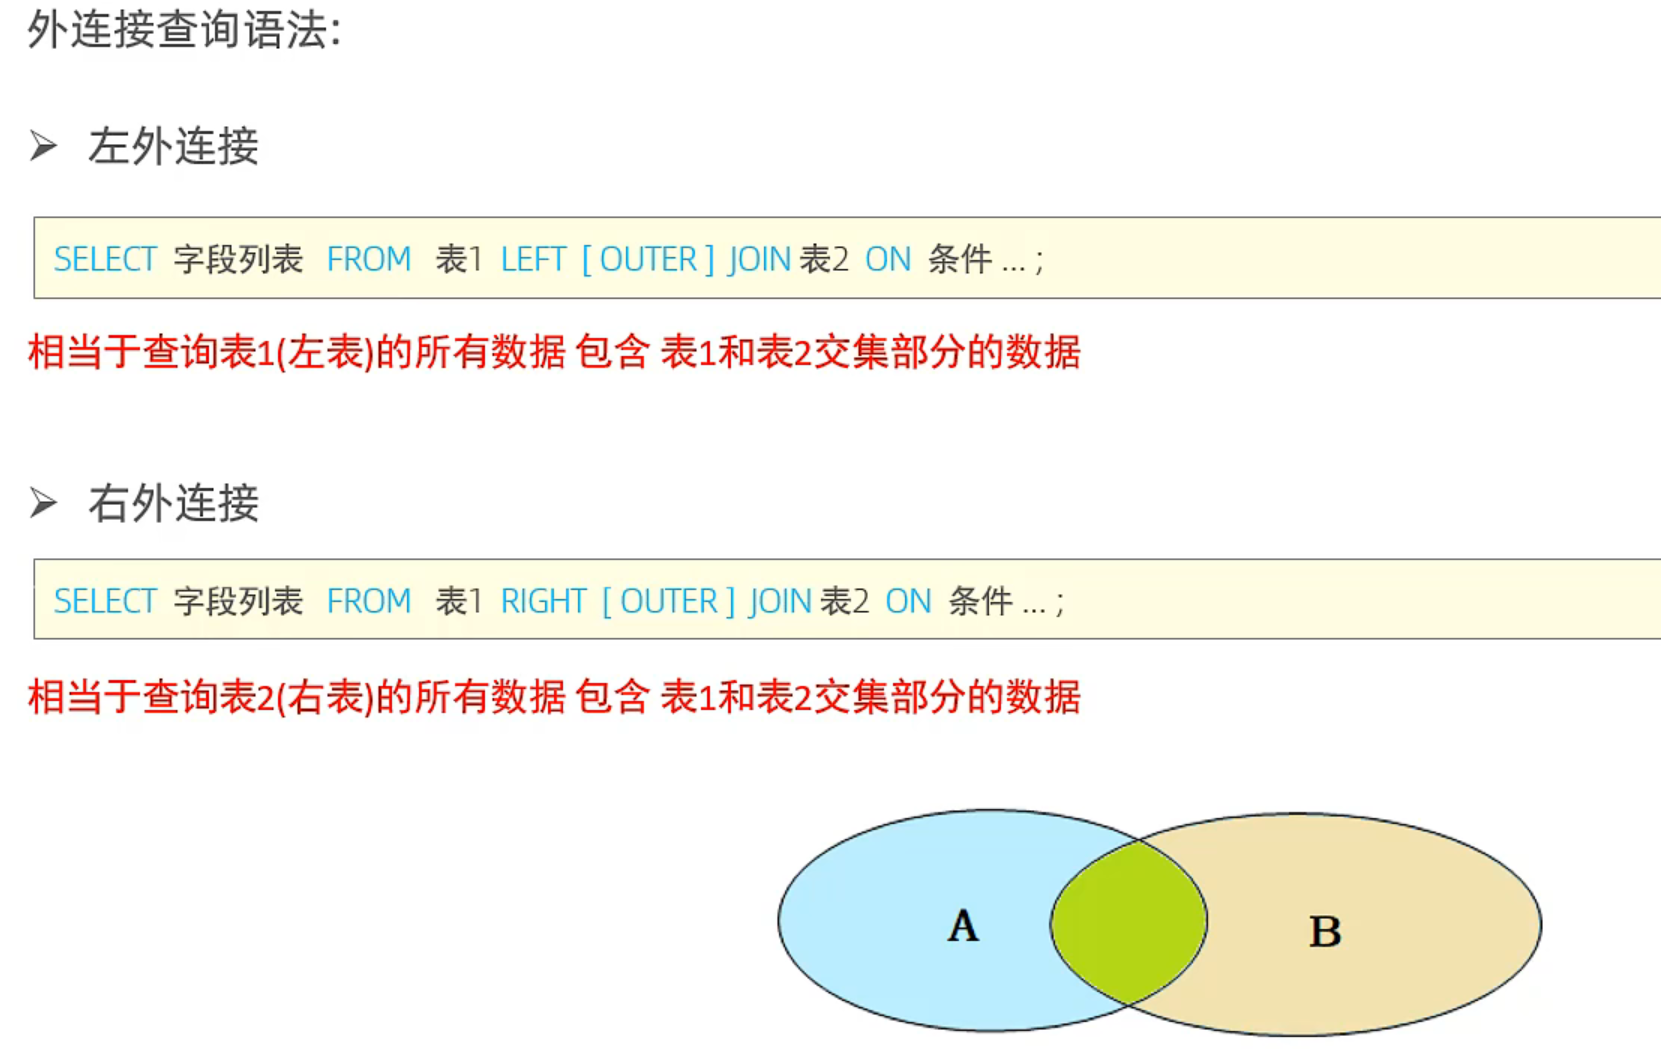 外连接查询语法:
➢ 左外连接
SELECT 字段列表 FROM 表1 LEFT [ OUTER ] JOIN 表2 ON 条件 ... ;
相当于查询表1(左表)的所有数据 包含 表1和表2交集部分的数据
➢ 右外连接
SELECT 字段列表 FROM 表1 RIGHT [ OUTER ] JOIN 表2 ON 条件 ... ;
相当于查询表2(右表)的所有数据 包含 表1和表2交集部分的数据
A
B